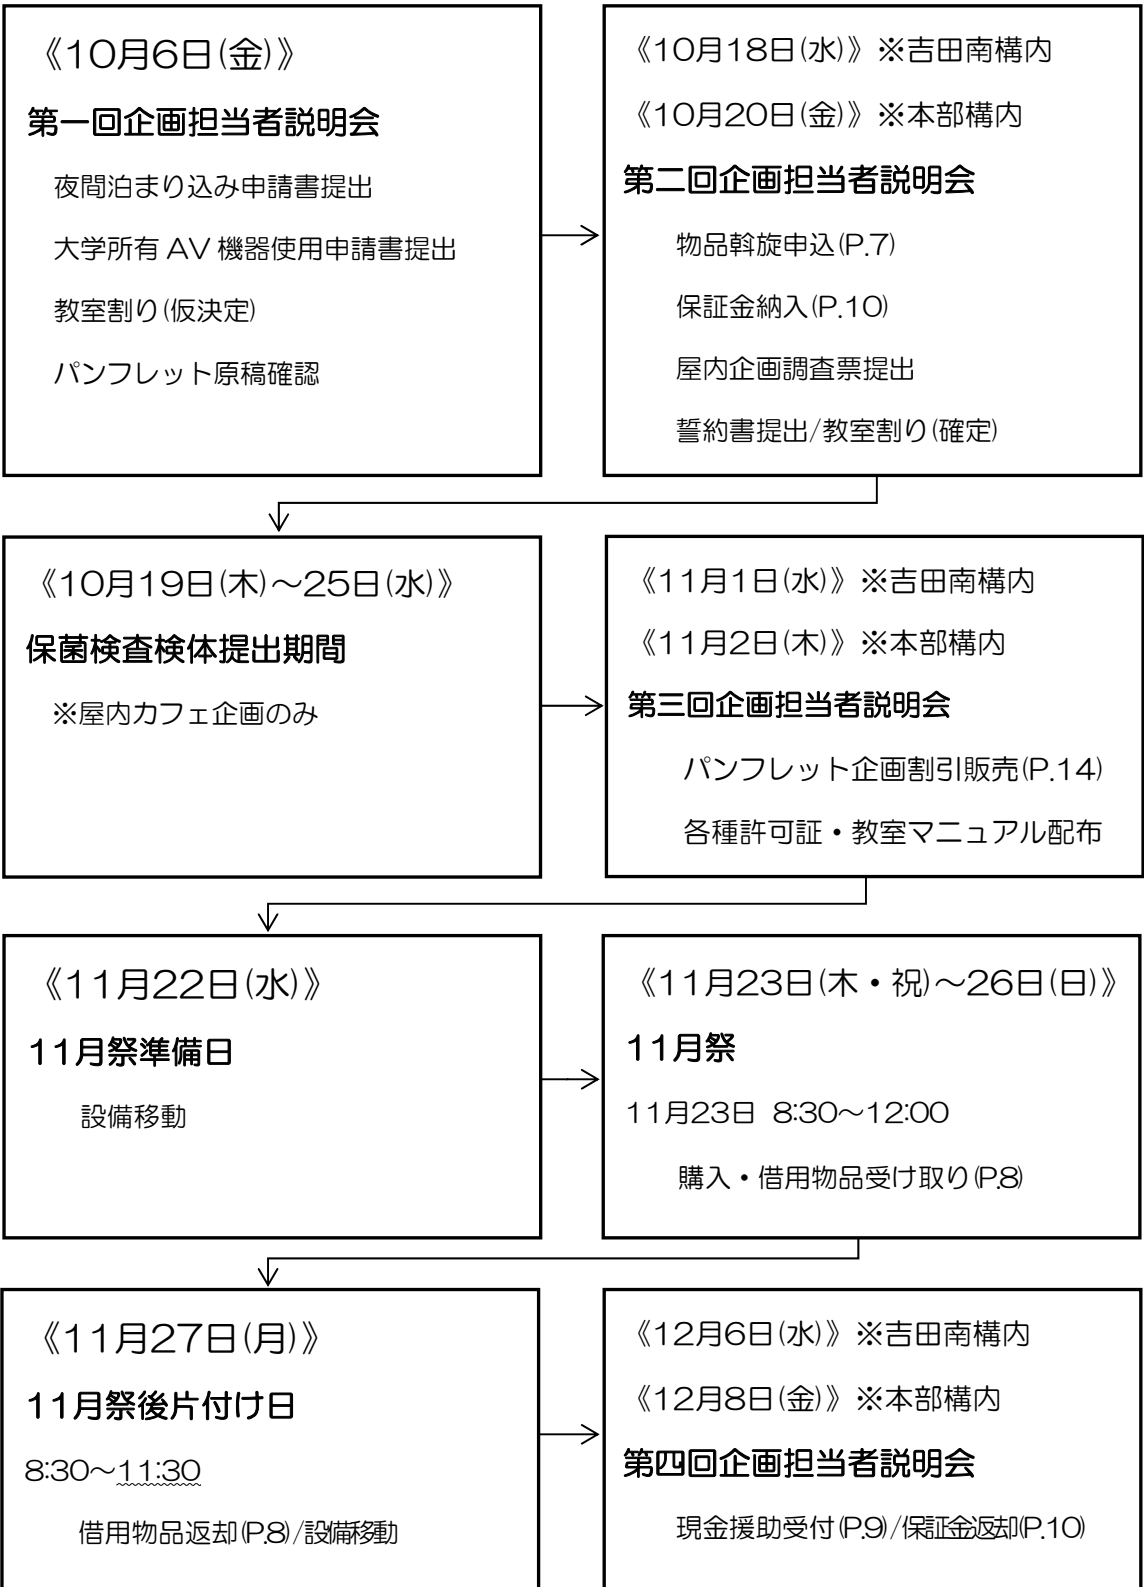 《10月6日(金)》
第一回企画担当者説明会
夜間泊まり込み申請書提出
大学所有 AV 機器使用申請書提出
教室割り(仮決定)
パンフレット原稿確認
《10月18日(水)》※吉田南構内
《10月20日(金)》※本部構内
第二回企画担当者説明会
物品斡旋申込(P.7)
保証金納入(P.10)
屋内企画調査票提出
誓約書提出/教室割り(確定)
《10月19日(木)～25日(水)》
保菌検査検体提出期間
※屋内カフェ企画のみ
《11月1日(水)》※吉田南構内
《11月2日(木)》※本部構内
第三回企画担当者説明会
パンフレット企画割引販売(P.14)
各種許可証・教室マニュアル配布
《11月22日(水)》
11月祭準備日
設備移動
《11月23日(木・祝)～26日(日)》
11月祭
11月23日 8:30～12:00
購入・借用物品受け取り(P.8)
《11月27日(月)》
11月祭後片付け日
8:30～11:30
借用物品返却(P.8)/設備移動
《12月6日(水)》※吉田南構内
《12月8日(金)》※本部構内
第四回企画担当者説明会
現金援助受付(P.9)/保証金返却(P.10)